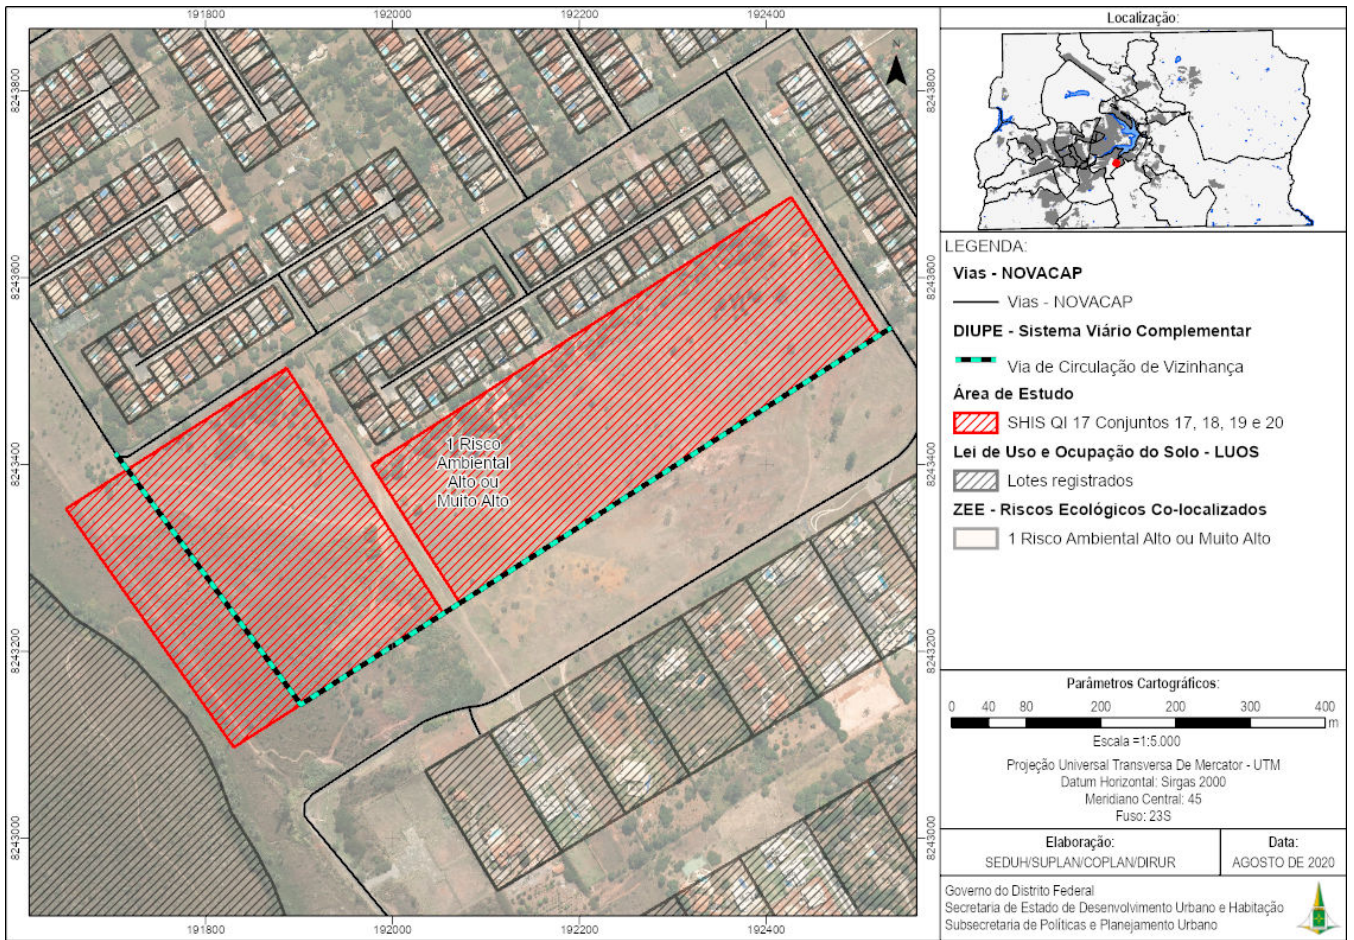 191800
192000
192200
192400
8243800
8243600
8243400
8243200
8243000
8243800
8243600
8243400
8243200
8243000
191800
192000
192200
192400
N
1 Risco
Ambiental
Alto ou
Muito Alto
Localização:
LEGENDA:
Vias - NOVACAP
Vias - NOVACAP
DIUPE - Sistema Viário Complementar
Via de Circulação de Vizinhança
Área de Estudo
SHIS QI 17 Conjuntos 17, 18, 19 e 20
Lei de Uso e Ocupação do Solo - LUOS
Lotes registrados
ZEE - Riscos Ecológicos Co-localizados
1 Risco Ambiental Alto ou Muito Alto
Parâmetros Cartográficos:
0 40 80 200 200 300 400
m
Escala =1:5.000
Projeção Universal Transversa De Mercator - UTM
Datum Horizontal: Sirgas 2000
Meridiano Central: 45
Fuso: 23S
Elaboração:
SEDUH/SUPLAN/COPLAN/DIRUR
Data:
AGOSTO DE 2020
Governo do Distrito Federal
Secretaria de Estado de Desenvolvimento Urbano e Habitação
Subsecretaria de Políticas e Planejamento Urbano